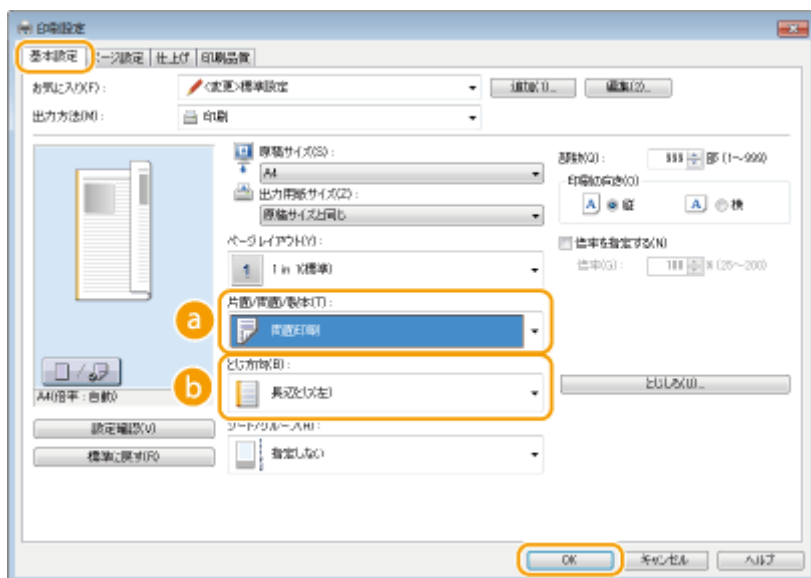 印刷設定
基本設定 ページ設定 仕上げ 印刷品質
お気に入り(F): <変更>標準設定 追加(1)... 編集(2)...
出力方法(M): 印刷
原稿サイズ(S):
A4
出力用紙サイズ(Z):
原稿サイズと同じ
部数(Q): 部 (1~999)
印刷の向き(O)
A 縦 A 横
ページレイアウト(Y):
1 1 in 1(標準)
倍率を指定する(N)
倍率(G): % (25~200)
a 片面/両面/製本(T):
両面印刷
b とじ方向(B):
長辺とじ(左)
とじしろ(U)...
A4(倍率:自動)
設定確認(V)
標準に戻す(R)
指定しない
OK キャンセル ヘルプ